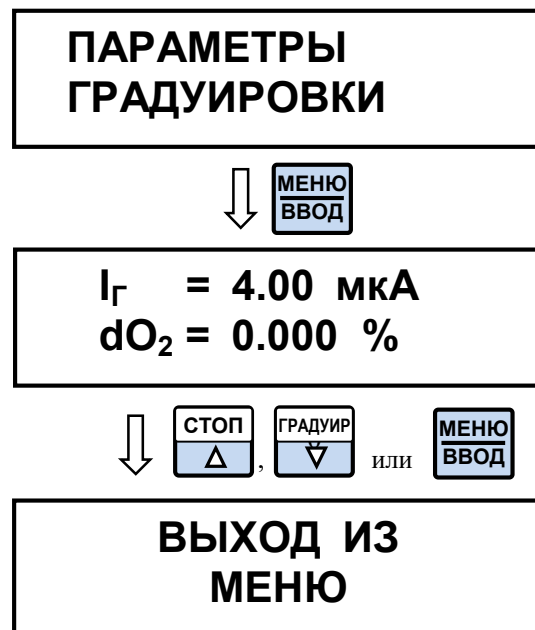 ПАРАМЕТРЫ
ГРАДУИРОВКИ
МЕНЮ
ВВОД
IГ = 4.00 мкА
dO2 = 0.000 %
СТОП , ГРАДУИР или МЕНЮ
ВВОД
ВЫХОД ИЗ
МЕНЮ